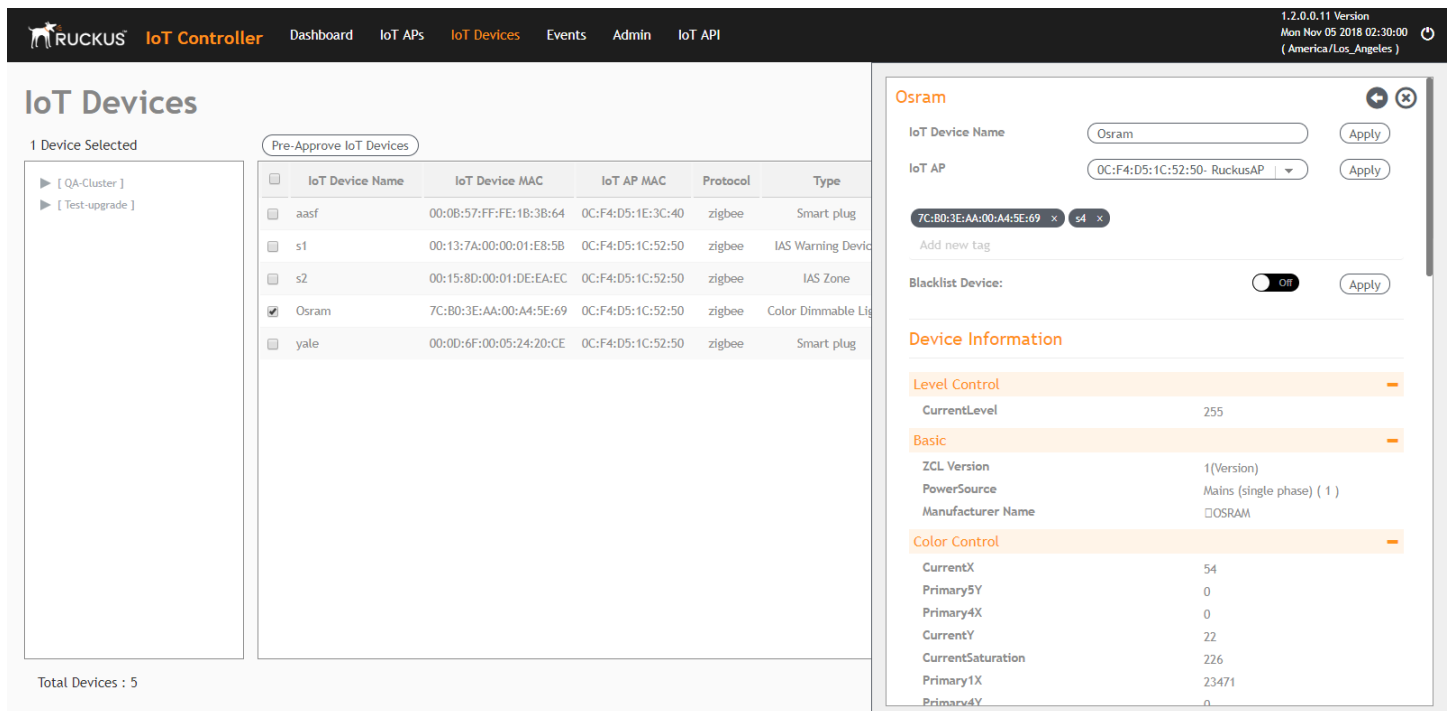 RUCKUS IoT Controller Dashboard IoT APs IoT Devices Events Admin IoT API
1.2.0.0.11 Version
Mon Nov 05 2018 02:30:00
( America/Los_Angeles )
IoT Devices
1 Device Selected
Pre-Approve IoT Devices
[ QA-Cluster ]
[ Test-upgrade ]
IoT Device Name IoT Device MAC IoT AP MAC Protocol Type
aasf 00:0B:57:FF:FE:1B:3B:64 0C:F4:D5:1E:3C:40 zigbee Smart plug
s1 00:13:7A:00:00:01:E8:5B 0C:F4:D5:1C:52:50 zigbee IAS Warning Devic
s2 00:15:8D:00:01:DE:EA:EC 0C:F4:D5:1C:52:50 zigbee IAS Zone
Osram 7C:B0:3E:AA:00:A4:5E:69 0C:F4:D5:1C:52:50 zigbee Color Dimmable Lig
yale 00:0D:6F:00:05:24:20:CE 0C:F4:D5:1C:52:50 zigbee Smart plug
Total Devices : 5
Osram
IoT Device Name Osram Apply
IoT AP 0C:F4:D5:1C:52:50- RuckusAP Apply
7C:B0:3E:AA:00:A4:5E:69 × s4 ×
Add new tag
Blacklist Device: Off Apply
Device Information
Level Control
CurrentLevel 255
Basic
ZCL Version 1(Version)
PowerSource Mains (single phase) ( 1 )
Manufacturer Name □OSRAM
Color Control
CurrentX 54
Primary5Y 0
Primary4X 0
CurrentY 22
CurrentSaturation 226
Primary1X 23471
Primary4Y 0